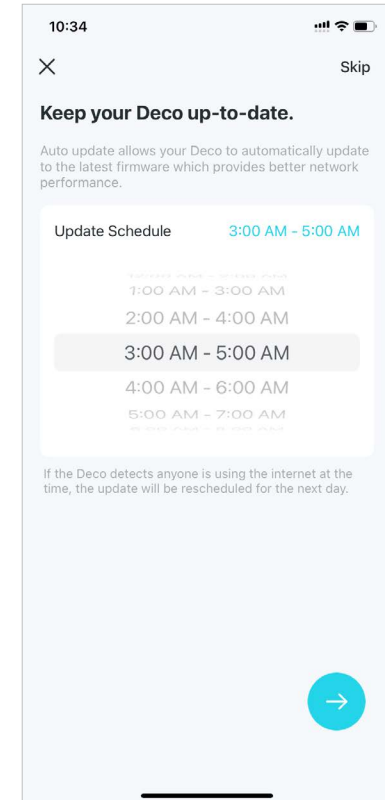 10:34
Skip
Keep your Deco up-to-date.
Auto update allows your Deco to automatically update
to the latest firmware which provides better network
performance.
Update Schedule 3:00 AM - 5:00 AM
1:00 AM - 3:00 AM
2:00 AM - 4:00 AM
3:00 AM - 5:00 AM
4:00 AM - 6:00 AM
5:00 AM - 7:00 AM
If the Deco detects anyone is using the internet at the
time, the update will be rescheduled for the next day.